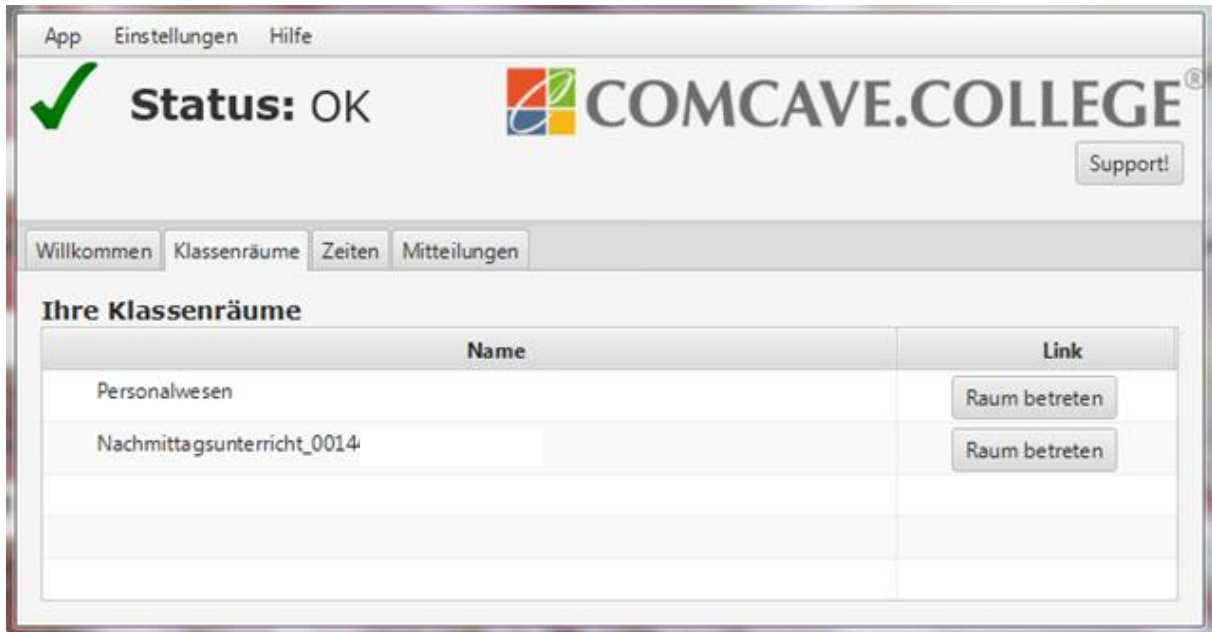 App Einstellungen Hilfe
Status: OK
COMCAVE.COLLEGE®
Support!
Willkommen Klassenräume Zeiten Mitteilungen
Ihre Klassenräume
Name Link
Personalwesen Raum betreten
Nachmittagsunterricht_0014 Raum betreten